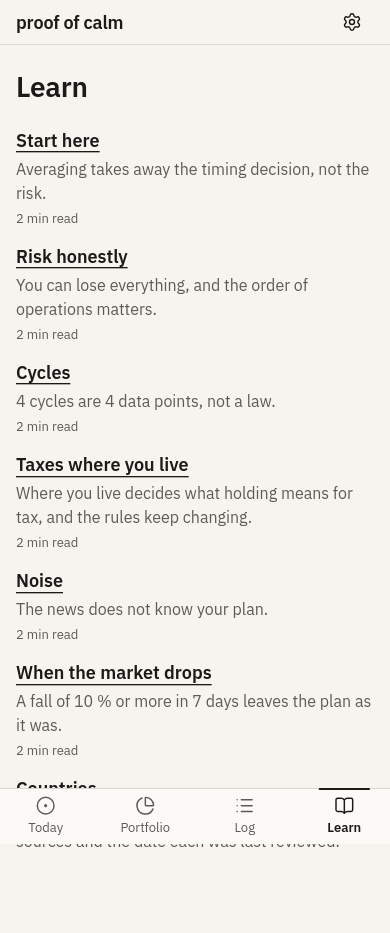 proof of calm
Learn
Start here
Averaging takes away the timing decision, not the
risk.
2 min read
Risk honestly
You can lose everything, and the order of
operations matters.
2 min read
Cycles
4 cycles are 4 data points, not a law.
2 min read
Taxes where you live
Where you live decides what holding means for
tax, and the rules keep changing.
2 min read
Noise
The news does not know your plan.
2 min read
When the market drops
A fall of 10 % or more in 7 days leaves the plan as
it was.
2 min read
Countries
Today
Portfolio
Log
Learn
sources and the date each was last reviewed.